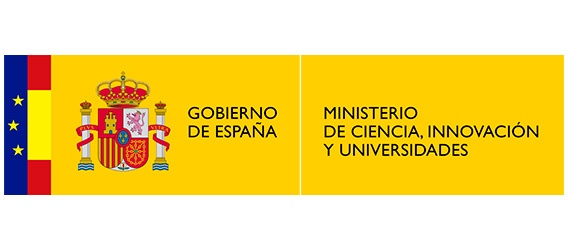 GOBIERNO
DE ESPAÑA
MINISTERIO
DE CIENCIA, INNOVACIÓN
Y UNIVERSIDADES